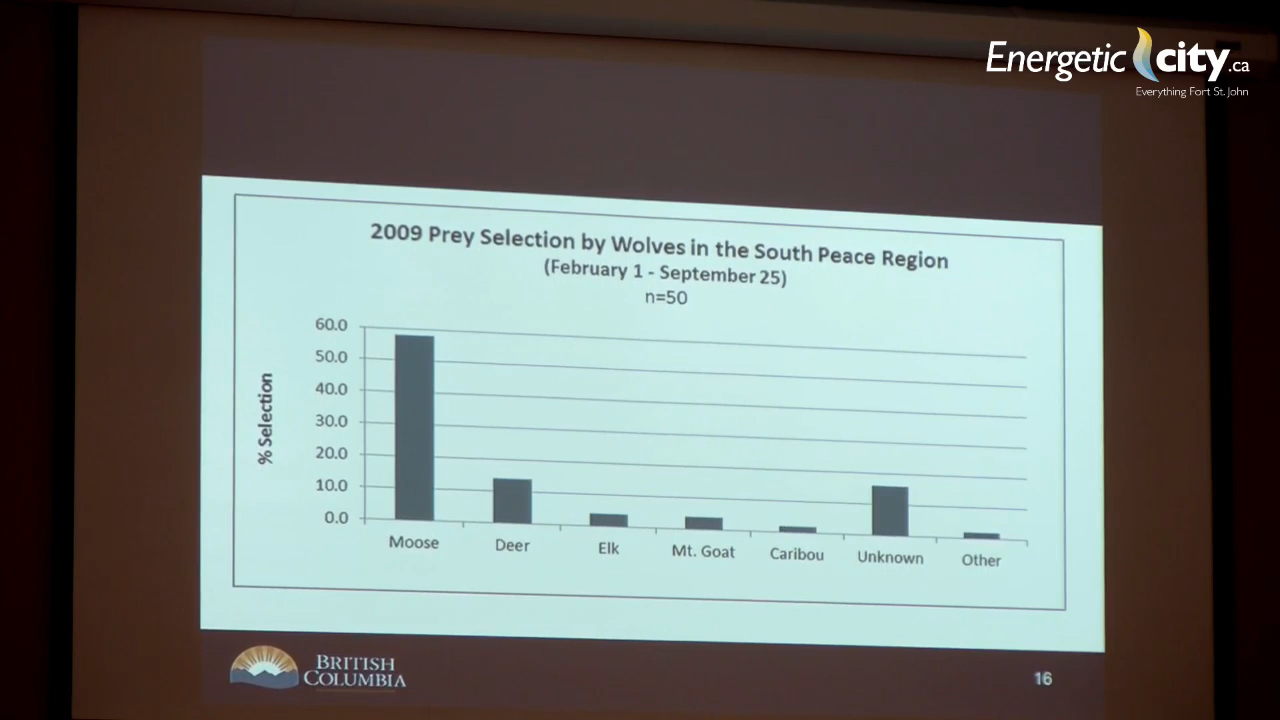 Energetic city.ca
Everything Fort St. John
2009 Prey Selection by Wolves in the South Peace Region
(February 1 - September 25)
n=50
% Selection
60.0
50.0
40.0
30.0
20.0
10.0
0.0
Moose Deer Elk Mt. Goat Caribou Unknown Other
BRITISH
COLUMBIA
16